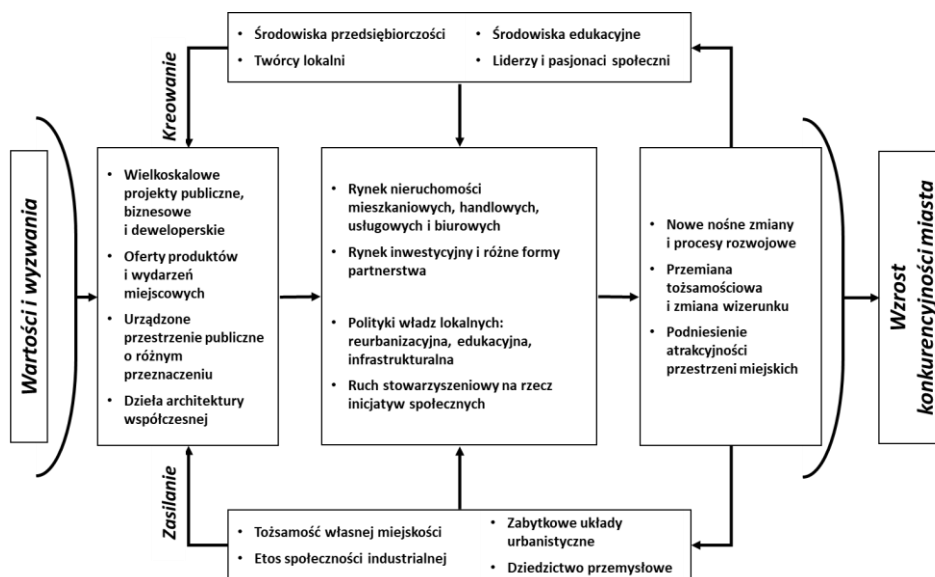 • Środowiska przedsiębiorczości
• Twórcy lokalni
• Środowiska edukacyjne
• Liderzy i pasjonaci społeczni
Kreowanie
Wartości i wyzwania
• Wielkoskalowe
projekty publiczne,
biznesowe
i deweloperskie
• Oferty produktów
i wydarzeń
miejscowych
• Urządzone
przestrzenie publiczne
o różnym
przeznaczeniu
• Dzieła architektury
współczesnej
• Rynek nieruchomości
mieszkaniowych, handlowych,
usługowych i biurowych
• Rynek inwestycyjny i różne formy
partnerstwa
• Polityki władz lokalnych:
reurbanizacyjna, edukacyjna,
infrastrukturalna
• Ruch stowarzyszeniowy na rzecz
inicjatyw społecznych
• Nowe nośne zmiany
i procesy rozwojowe
• Przemiana
tożsamościowa
i zmiana wizerunku
• Podniesienie
atrakcyjności
przestrzeni miejskich
Wzrost
konkurencyjności miasta
Zasilanie
• Tożsamość własnej miejskości
• Etos społeczności industrialnej
• Zabytkowe układy
urbanistyczne
• Dziedzictwo przemysłowe